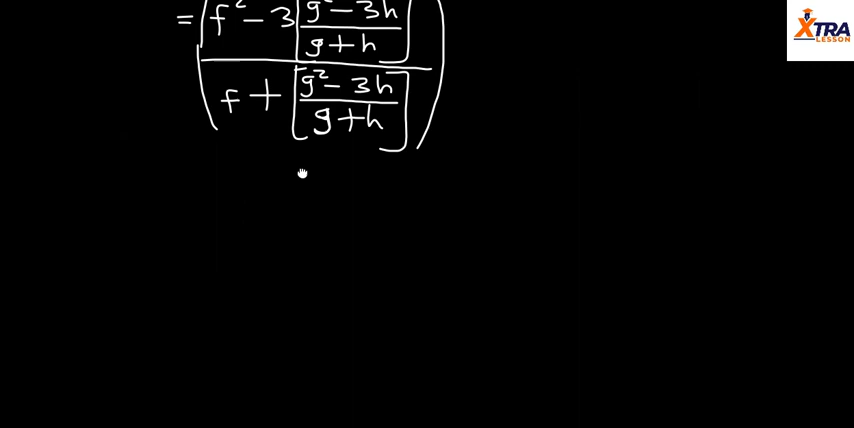 = (f² - 3[g² - 3h / g + h]
f + [g² - 3h / g + h])
XTRA
LESSON